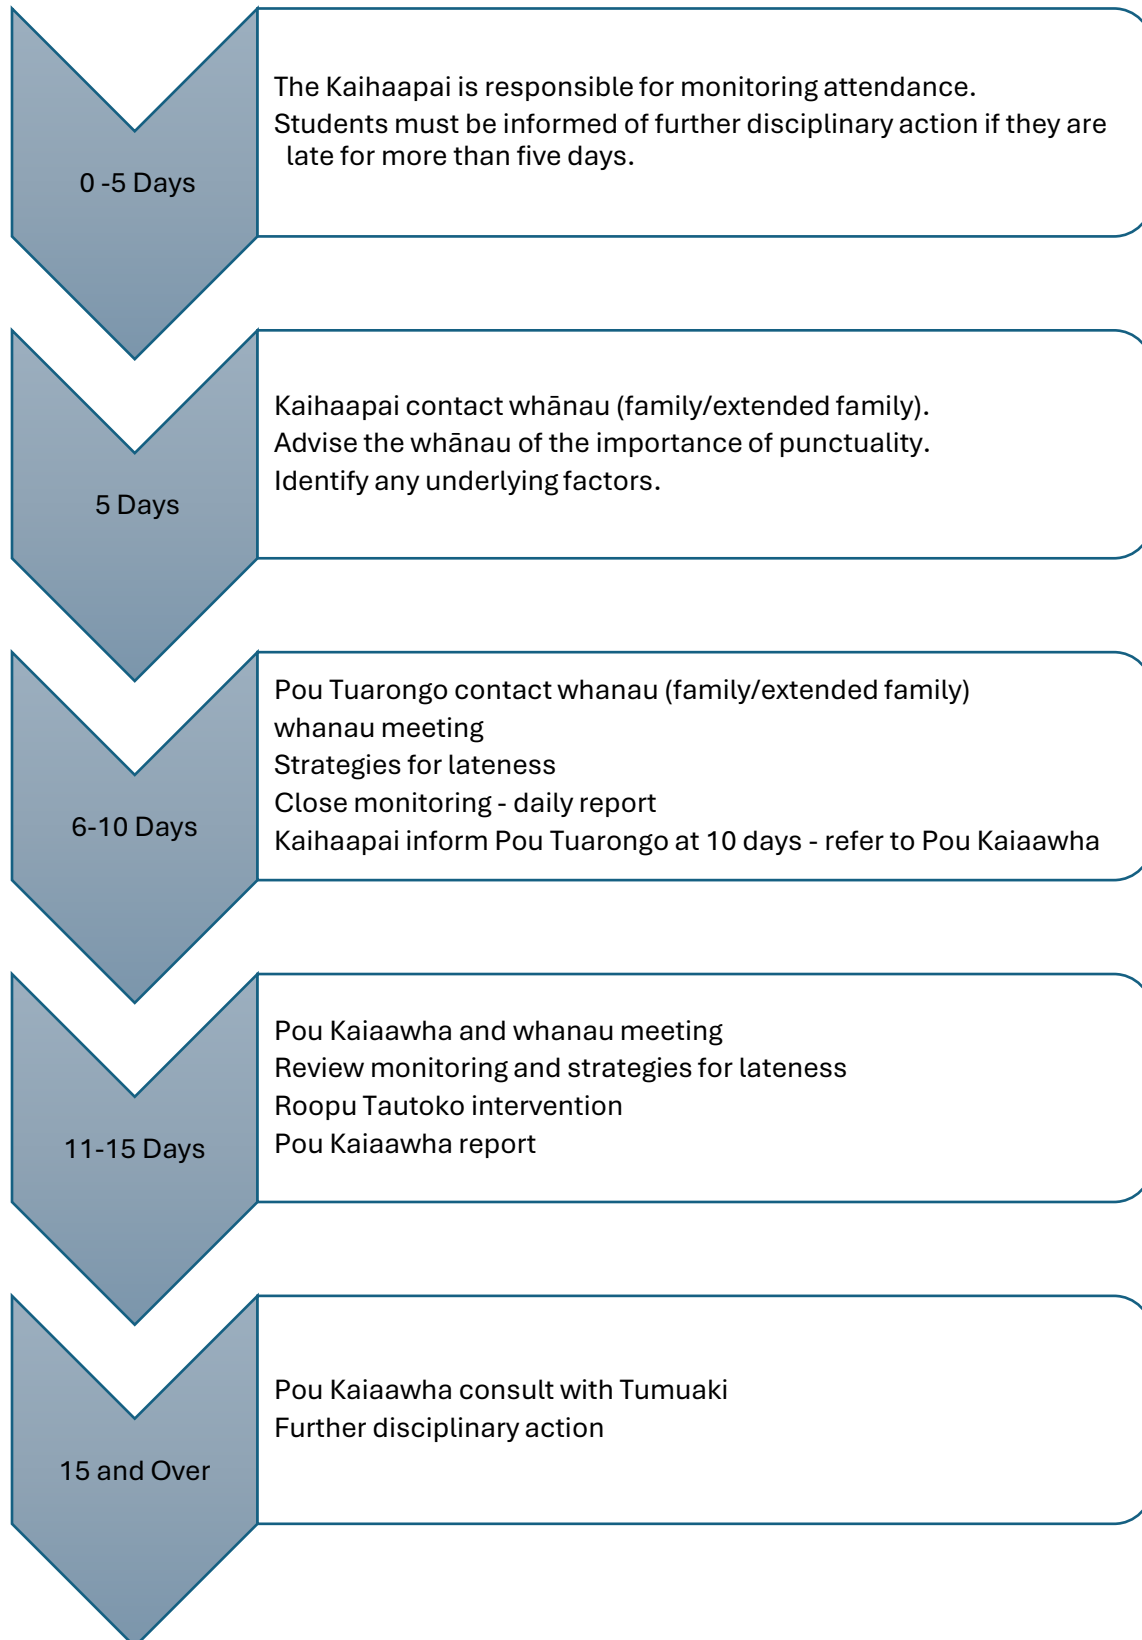 0 -5 Days
The Kaihaapai is responsible for monitoring attendance.
Students must be informed of further disciplinary action if they are
late for more than five days.
5 Days
Kaihaapai contact whānau (family/extended family).
Advise the whānau of the importance of punctuality.
Identify any underlying factors.
6-10 Days
Pou Tuarongo contact whanau (family/extended family)
whanau meeting
Strategies for lateness
Close monitoring - daily report
Kaihaapai inform Pou Tuarongo at 10 days - refer to Pou Kaiaawha
11-15 Days
Pou Kaiaawha and whanau meeting
Review monitoring and strategies for lateness
Roopu Tautoko intervention
Pou Kaiaawha report
15 and Over
Pou Kaiaawha consult with Tumuaki
Further disciplinary action